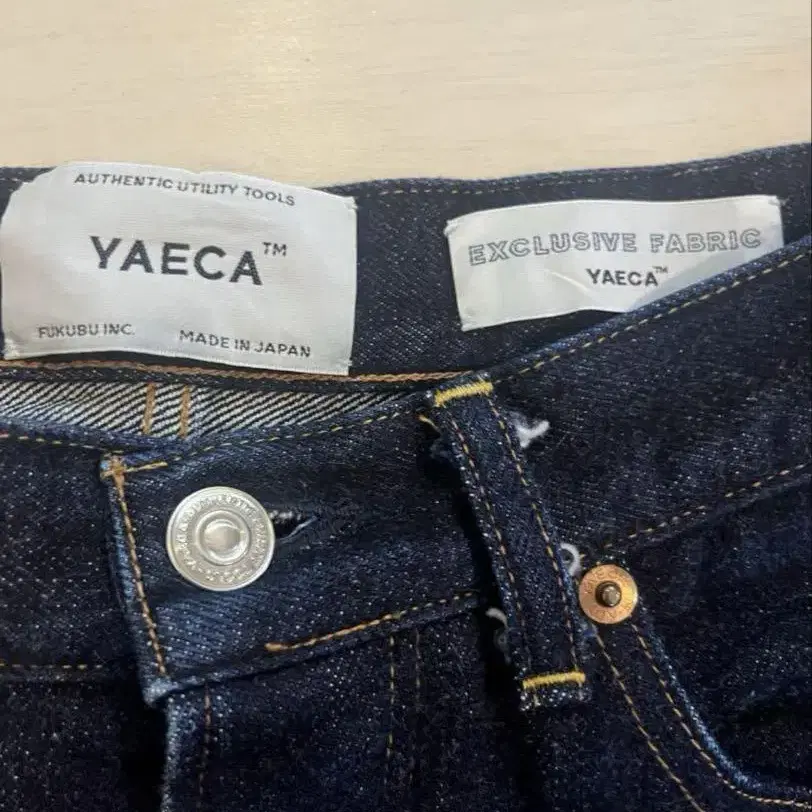 AUTHENTIC UTILITY TOOLS
YAECA™
FUKUBU INC. MADE IN JAPAN
EXCLUSIVE FABRIC
YAECA™